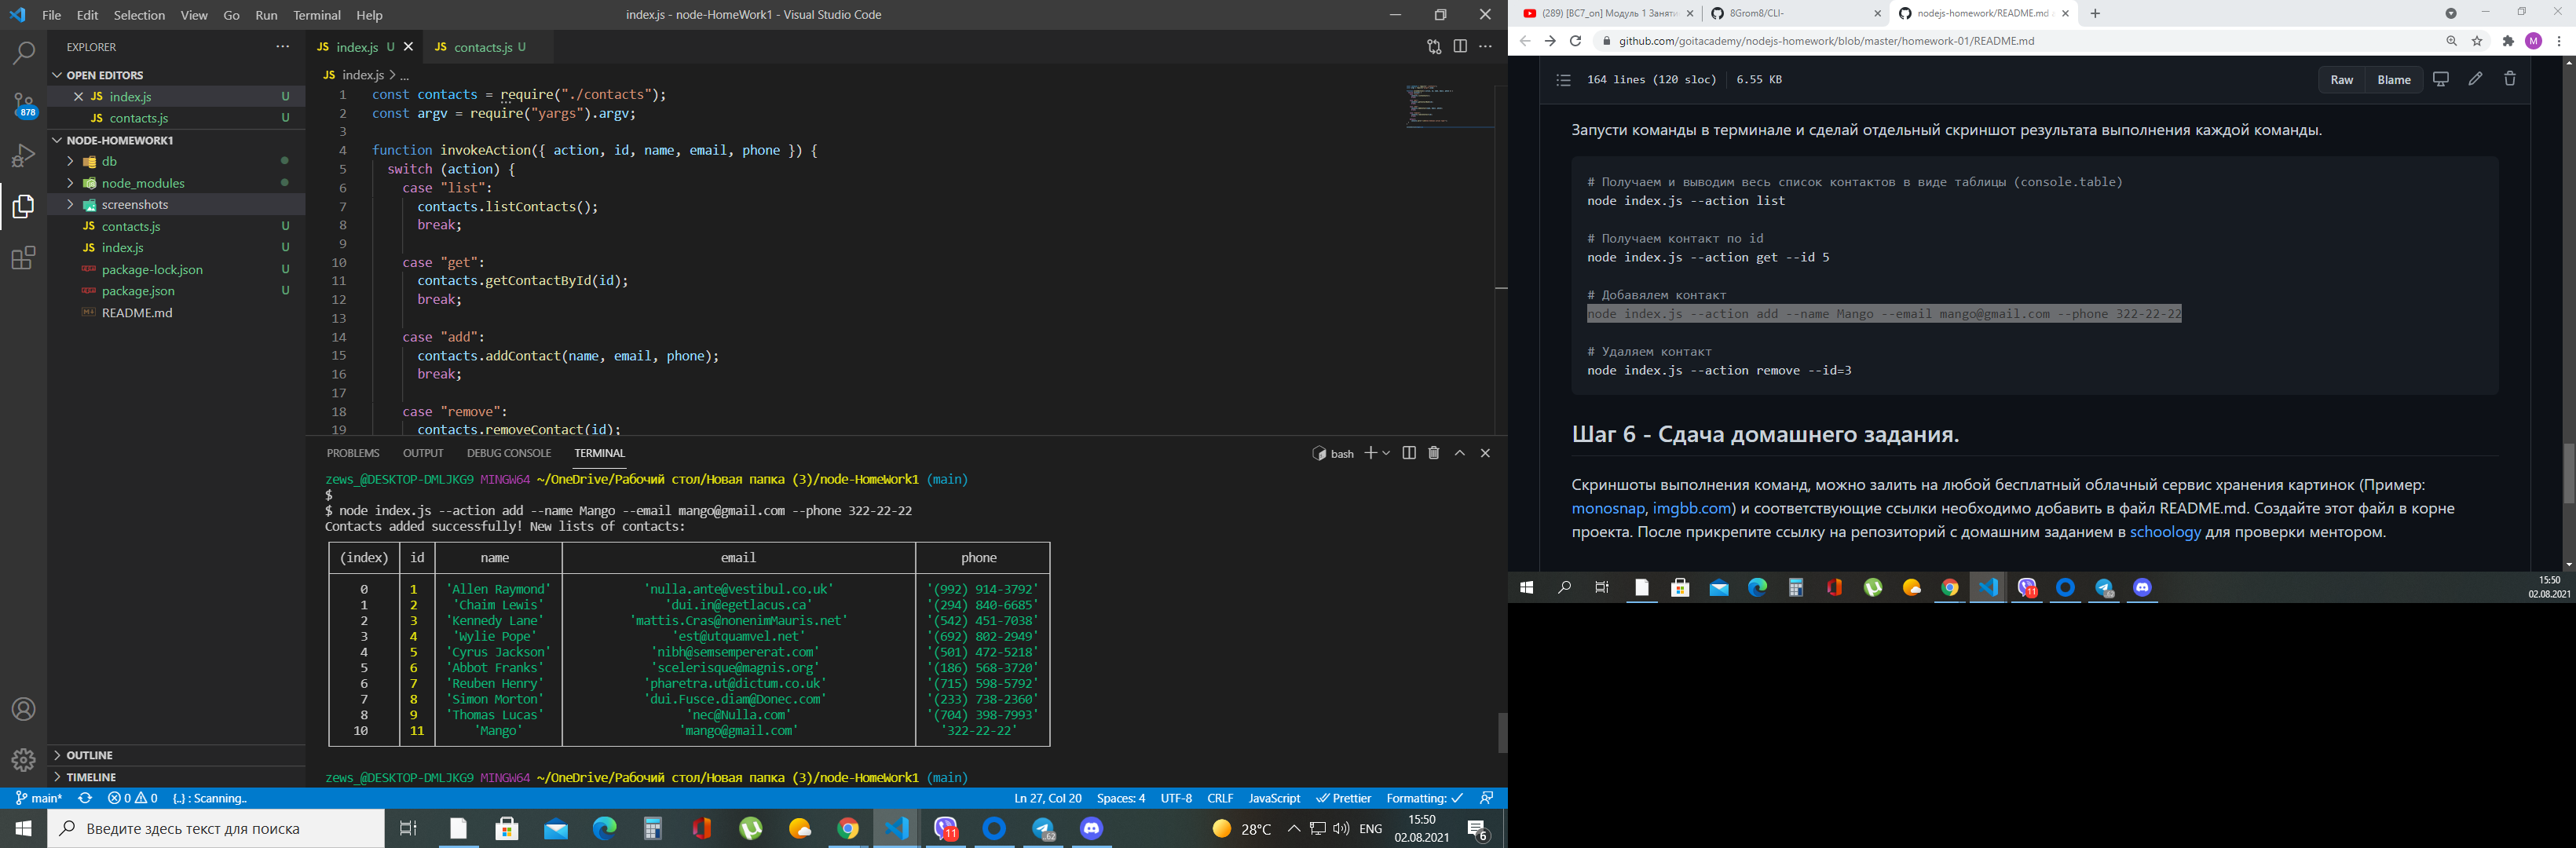 File Edit Selection View Go Run Terminal Help
index.js - node-HomeWork1 - Visual Studio Code
EXPLORER
OPEN EDITORS
JS index.js U
JS contacts.js U
878
NODE-HOMEWORK1
db
node_modules
screenshots
JS contacts.js U
JS index.js U
package-lock.json U
package.json U
README.md
OUTLINE
TIMELINE
JS index.js U
JS contacts.js U
JS index.js > ...
1 const contacts = require("./contacts");
2 const argv = require("yargs").argv;
3
4 function invokeAction({ action, id, name, email, phone }) {
5 switch (action) {
6 case "list":
7 contacts.listContacts();
8 break;
9
10 case "get":
11 contacts.getContactById(id);
12 break;
13
14 case "add":
15 contacts.addContact(name, email, phone);
16 break;
17
18 case "remove":
19 contacts.removeContact(id);
PROBLEMS OUTPUT DEBUG CONSOLE TERMINAL
bash
zews_@DESKTOP-DMLJKG9 MINGW64 ~/OneDrive/Рабочий стол/Новая папка (3)/node-HomeWork1 (main)
$
$ node index.js --action add --name Mango --email mango@gmail.com --phone 322-22-22
Contacts added successfully! New lists of contacts:
(index) id name email phone
0 1 'Allen Raymond' 'nulla.ante@vestibul.co.uk' '(992) 914-3792'
1 2 'Chaim Lewis' 'dui.in@egetlacus.ca' '(294) 840-6685'
2 3 'Kennedy Lane' 'mattis.Cras@nonenimMauris.net' '(542) 451-7038'
3 4 'Wylie Pope' 'est@utquamvel.net' '(692) 802-2949'
4 5 'Cyrus Jackson' 'nibh@semsempererat.com' '(501) 472-5218'
5 6 'Abbot Franks' 'scelerisque@magnis.org' '(186) 568-3720'
6 7 'Reuben Henry' 'pharetra.ut@dictum.co.uk' '(715) 598-5792'
7 8 'Simon Morton' 'dui.Fusce.diam@Donec.com' '(233) 738-2360'
8 9 'Thomas Lucas' 'nec@Nulla.com' '(704) 398-7993'
10 11 'Mango' 'mango@gmail.com' '322-22-22'
zews_@DESKTOP-DMLJKG9 MINGW64 ~/OneDrive/Рабочий стол/Новая папка (3)/node-HomeWork1 (main)
main* 0 0 {..} : Scanning..
Ln 27, Col 20 Spaces: 4 UTF-8 CRLF JavaScript Prettier Formatting:
Введите здесь текст для поиска
11 62 28°C ENG 15:50
02.08.2021
6
(289) [BC7_on] Модуль 1 Заняти
8Grom8/CLI-
nodejs-homework/README.md
github.com/goitacademy/nodejs-homework/blob/master/homework-01/README.md
M
164 lines (120 sloc) 6.55 KB
Raw Blame
Запусти команды в терминале и сделай отдельный скриншот результата выполнения каждой команды.
# Получаем и выводим весь список контактов в виде таблицы (console.table)
node index.js --action list
# Получаем контакт по id
node index.js --action get --id 5
# Добавялем контакт
node index.js --action add --name Mango --email mango@gmail.com --phone 322-22-22
# Удаляем контакт
node index.js --action remove --id=3
Шаг 6 - Сдача домашнего задания.
Скриншоты выполнения команд, можно залить на любой бесплатный облачный сервис хранения картинок (Пример:
monosnap, imgbb.com) и соответствующие ссылки необходимо добавить в файл README.md. Создайте этот файл в корне
проекта. После прикрепите ссылку на репозиторий с домашним заданием в schoology для проверки ментором.
11 62 15:50
02.08.2021